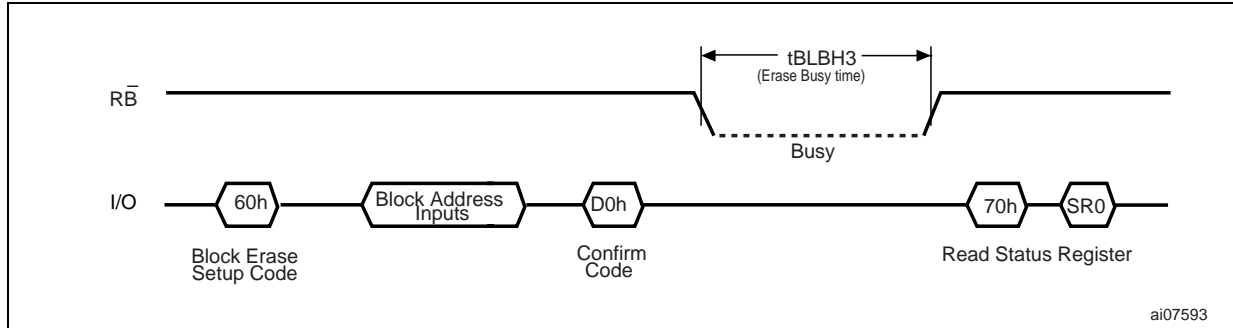 tBLBH3
(Erase Busy time)
RB̅
Busy
I/O
60h
Block Address
Inputs
D0h
70h
SR0
Block Erase
Setup Code
Confirm
Code
Read Status Register
ai07593